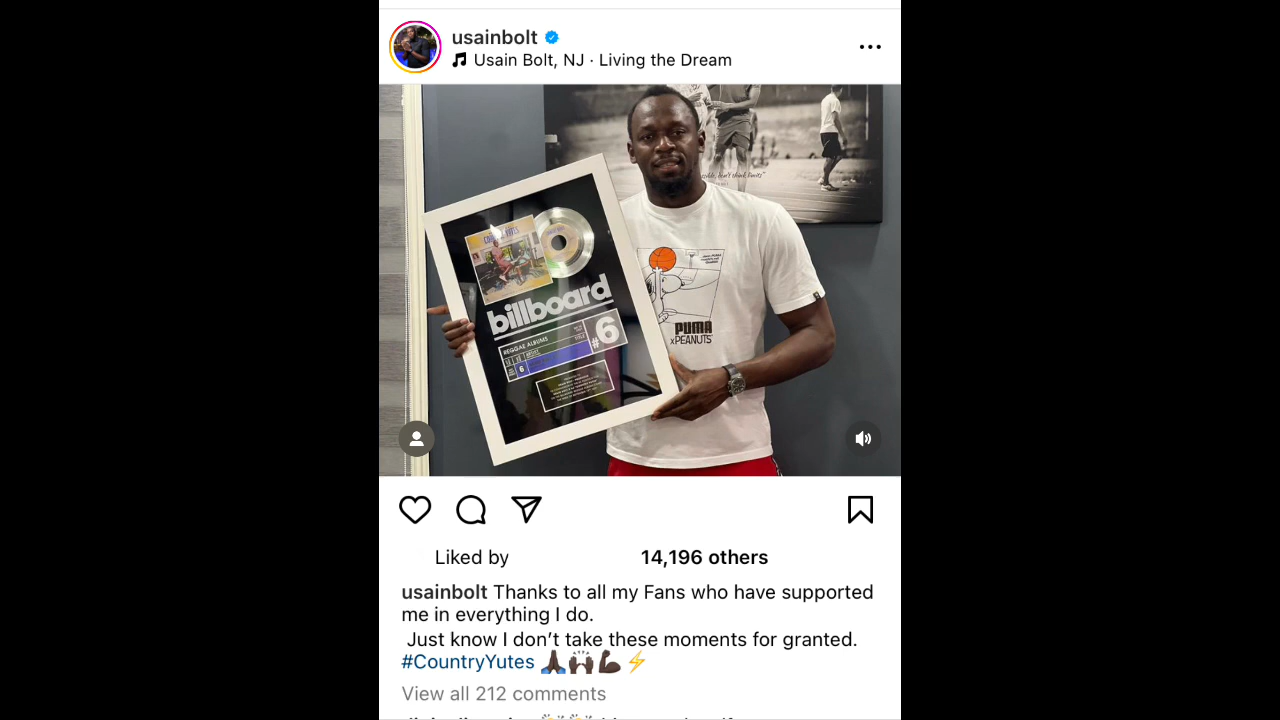 usainbolt
Usain Bolt, NJ · Living the Dream
billboard
REGGAE ALBUMS
#6
6
PUMA
xPEANUTS
Liked by 14,196 others
usainbolt Thanks to all my Fans who have supported
me in everything I do.
Just know I don’t take these moments for granted.
#CountryYutes 🙏🏿🙌🏿💪🏿⚡
View all 212 comments